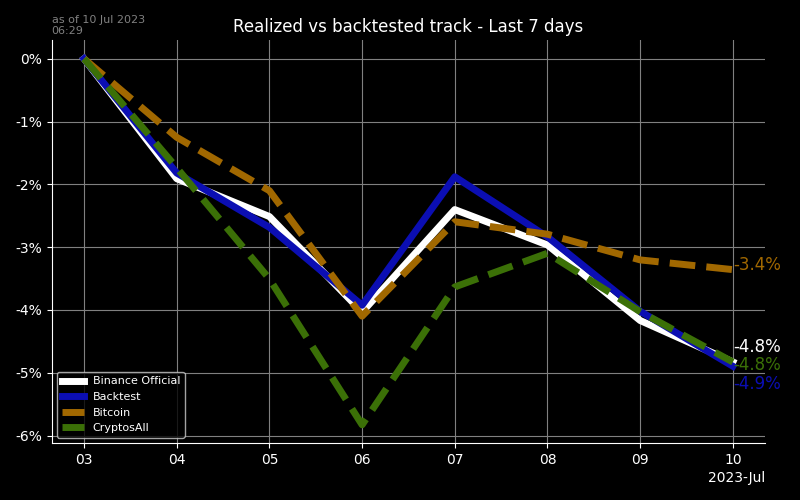 as of 10 Jul 2023
06:29
Realized vs backtested track - Last 7 days
0%
-1%
-2%
-3%
-4%
-5%
-6%
-3.4%
-4.8%
-4.8%
-4.9%
Binance Official
Backtest
Bitcoin
CryptosAll
03 04 05 06 07 08 09 10
2023-Jul